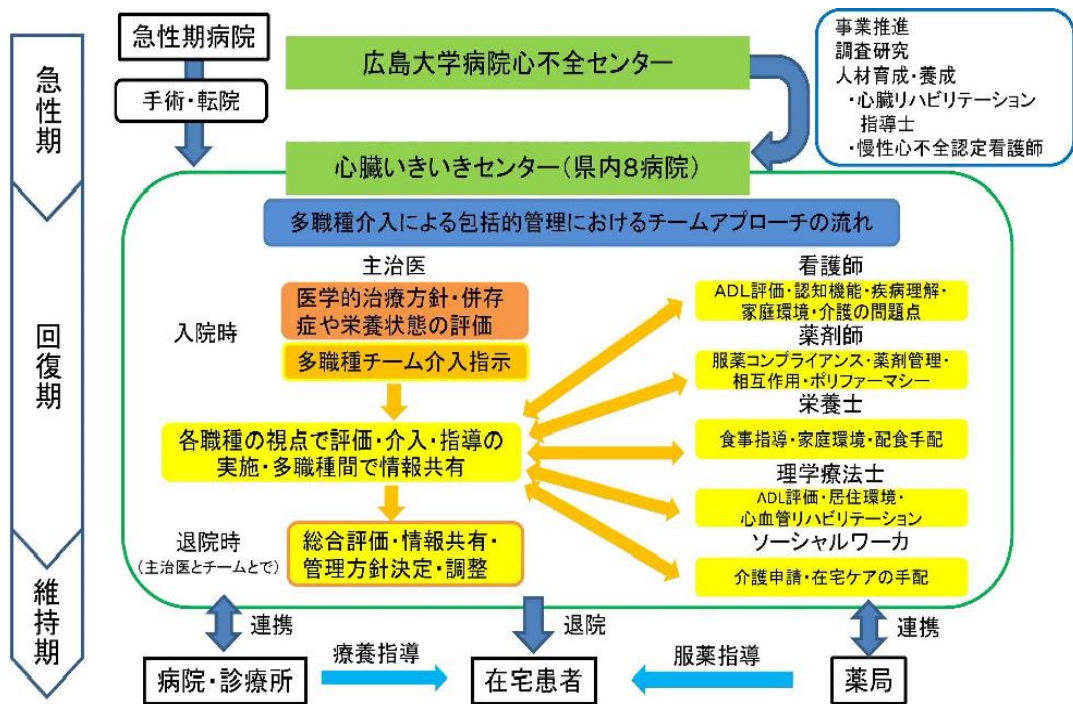 急性期
回復期
維持期
急性期病院
手術・転院
広島大学病院心不全センター
事業推進
調査研究
人材育成・養成
・心臓リハビリテーション
指導士
・慢性心不全認定看護師
心臓いきいきセンター（県内８病院）
多職種介入による包括的管理におけるチームアプローチの流れ
入院時
主治医
医学的治療方針・併存
症や栄養状態の評価
多職種チーム介入指示
各職種の視点で評価・介入・指導の
実施・多職種間で情報共有
退院時
（主治医とチームとで）
総合評価・情報共有・
管理方針決定・調整
看護師
ADL評価・認知機能・疾病理解・
家庭環境・介護の問題点
薬剤師
服薬コンプライアンス・薬剤管理・
相互作用・ポリファーマシー
栄養士
食事指導・家庭環境・配食手配
理学療法士
ADL評価・居住環境・
心血管リハビリテーション
ソーシャルワーカ
介護申請・在宅ケアの手配
連携
退院
連携
病院・診療所
療養指導
在宅患者
服薬指導
薬局